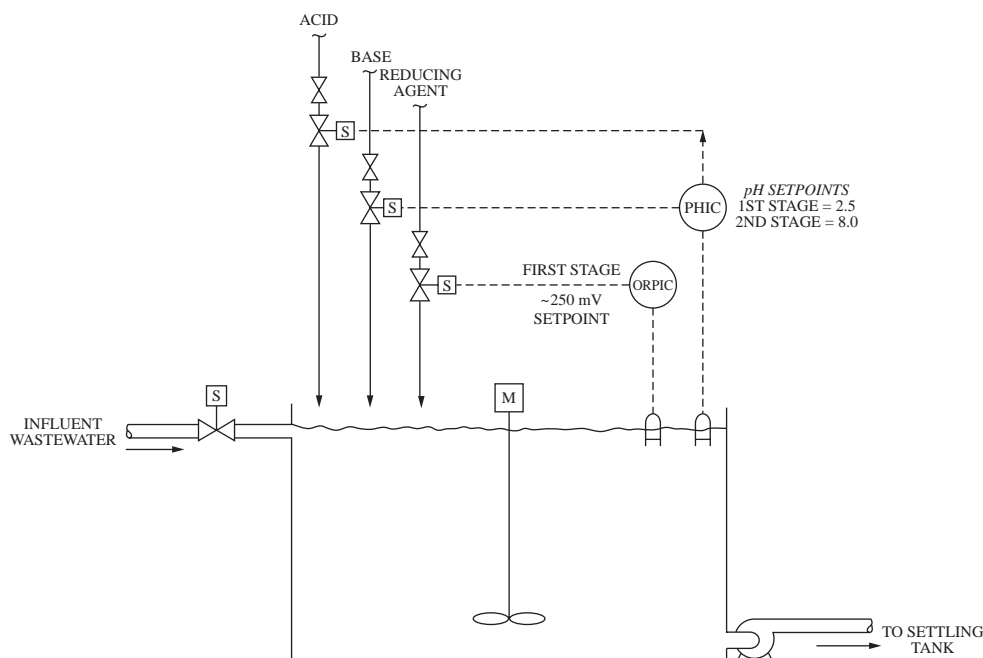 ACID
BASE
REDUCING
AGENT
S
S
PHIC
pH SETPOINTS
1ST STAGE = 2.5
2ND STAGE = 8.0
S
FIRST STAGE
~250 mV
SETPOINT
ORPIC
S
M
INFLUENT
WASTEWATER
TO SETTLING
TANK